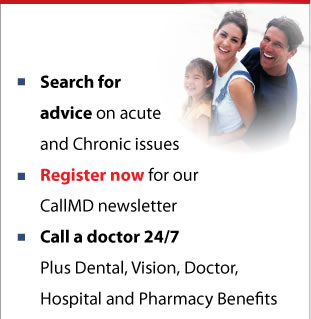 Search for
advice on acute
and Chronic issues
Register now for our
CallMD newsletter
Call a doctor 24/7
Plus Dental, Vision, Doctor,
Hospital and Pharmacy Benefits